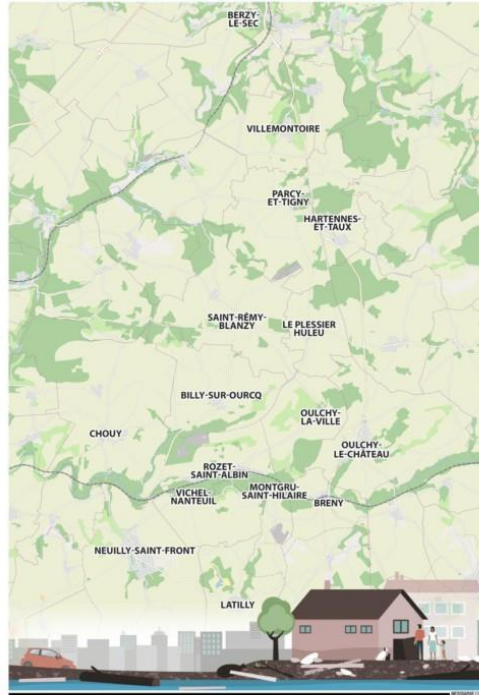 BERZY-
LE-SEC
VILLEMONTOIRE
PARCY-
ET-TIGNY
HARTENNES-
ET-TAUX
SAINT-RÉMY-
BLANZY
LE PLESSIER
HULEU
BILLY-SUR-OURCQ
OULCHY-
LA-VILLE
CHOUY
OULCHY-
LE-CHÂTEAU
ROZET-
SAINT-ALBIN
VICHEL-
NANTEUIL
MONTGRU-
SAINT-HILAIRE
BRENY
NEUILLY-SAINT-FRONT
LATILLY